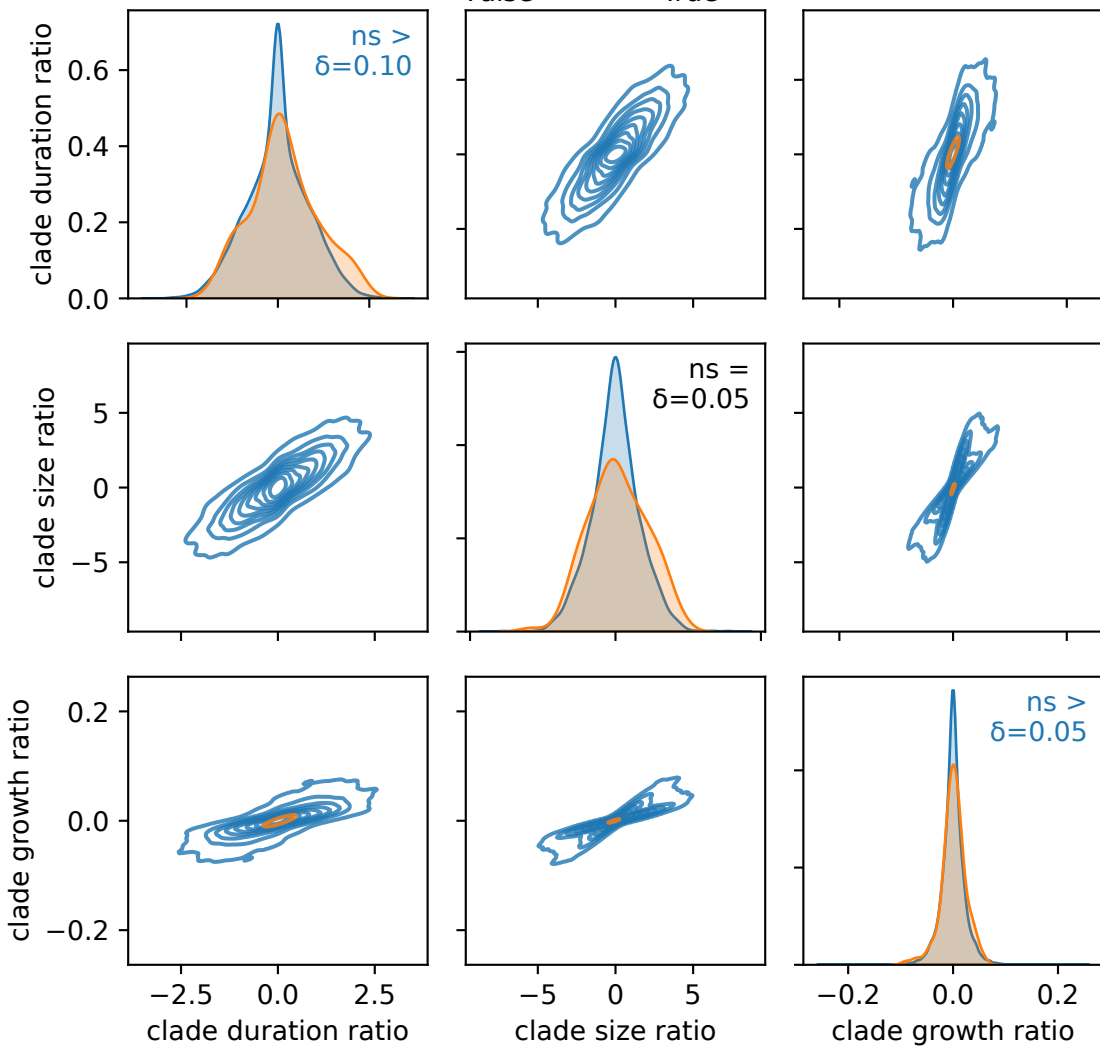 clade duration ratio
0.6
0.4
0.2
0.0
ns >
δ=0.10
clade size ratio
5
0
−5
ns =
δ=0.05
clade growth ratio
0.2
0.0
−0.2
ns >
δ=0.05
−2.5 0.0 2.5
−5 0 5
−0.2 0.0 0.2
clade duration ratio
clade size ratio
clade growth ratio